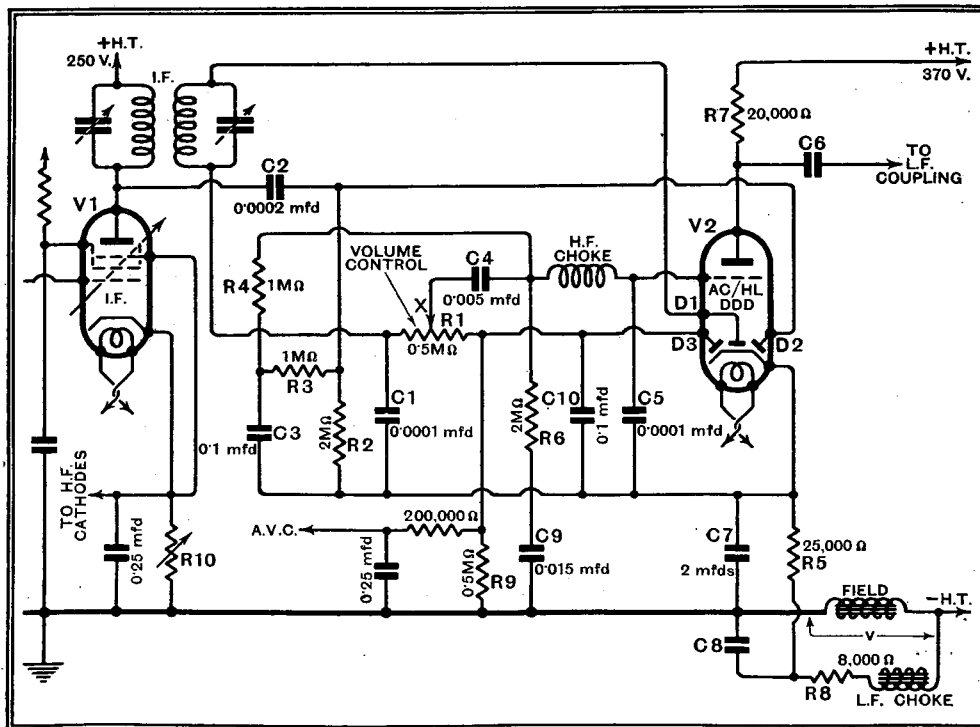 +H.T.
250 V.
I.F.
+H.T.
370 V.
R7
20,000 Ω
C2
0.0002 mfd
C6
TO
L.F.
COUPLING
V1
I.F.
VOLUME
CONTROL
C4
0.005 mfd
H.F.
CHOKE
V2
AC/HL
DDD
R4
1MΩ
X
R1
0.5MΩ
D1
D3
D2
1MΩ
R3
C3
0.1 mfd
2MΩ
R2
C1
0.0001 mfd
2MΩ
R6
C10
0.1 mfd
C5
0.0001 mfd
TO H.F.
CATHODES
0.25 mfd
R10
A.V.C.
200,000 Ω
0.25 mfd
0.5MΩ
R9
C9
0.015 mfd
C7
2 mfds
25,000 Ω
R5
FIELD
-H.T.
V
C8
8,000 Ω
R8
L.F. CHOKE